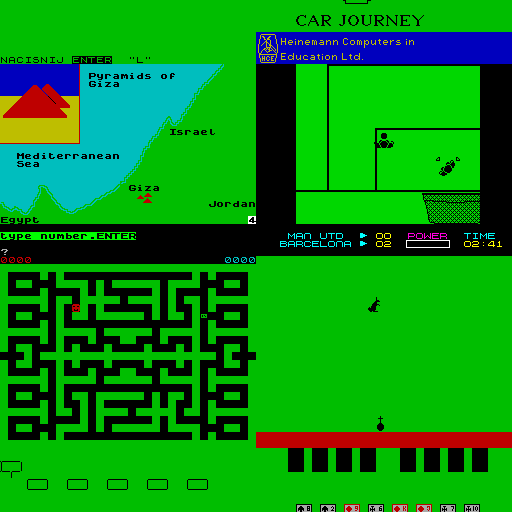 CAR JOURNEY
Heinemann Computers in
Education Ltd.
HCE
NACISNIJ ENTER "L"
Pyramids of
Giza
Israel
Mediterranean
Sea
Giza
Jordan
Egypt
4
type number.ENTER
?
MAN UTD 00 POWER TIME
BARCELONA 02 02:41
0000 0000